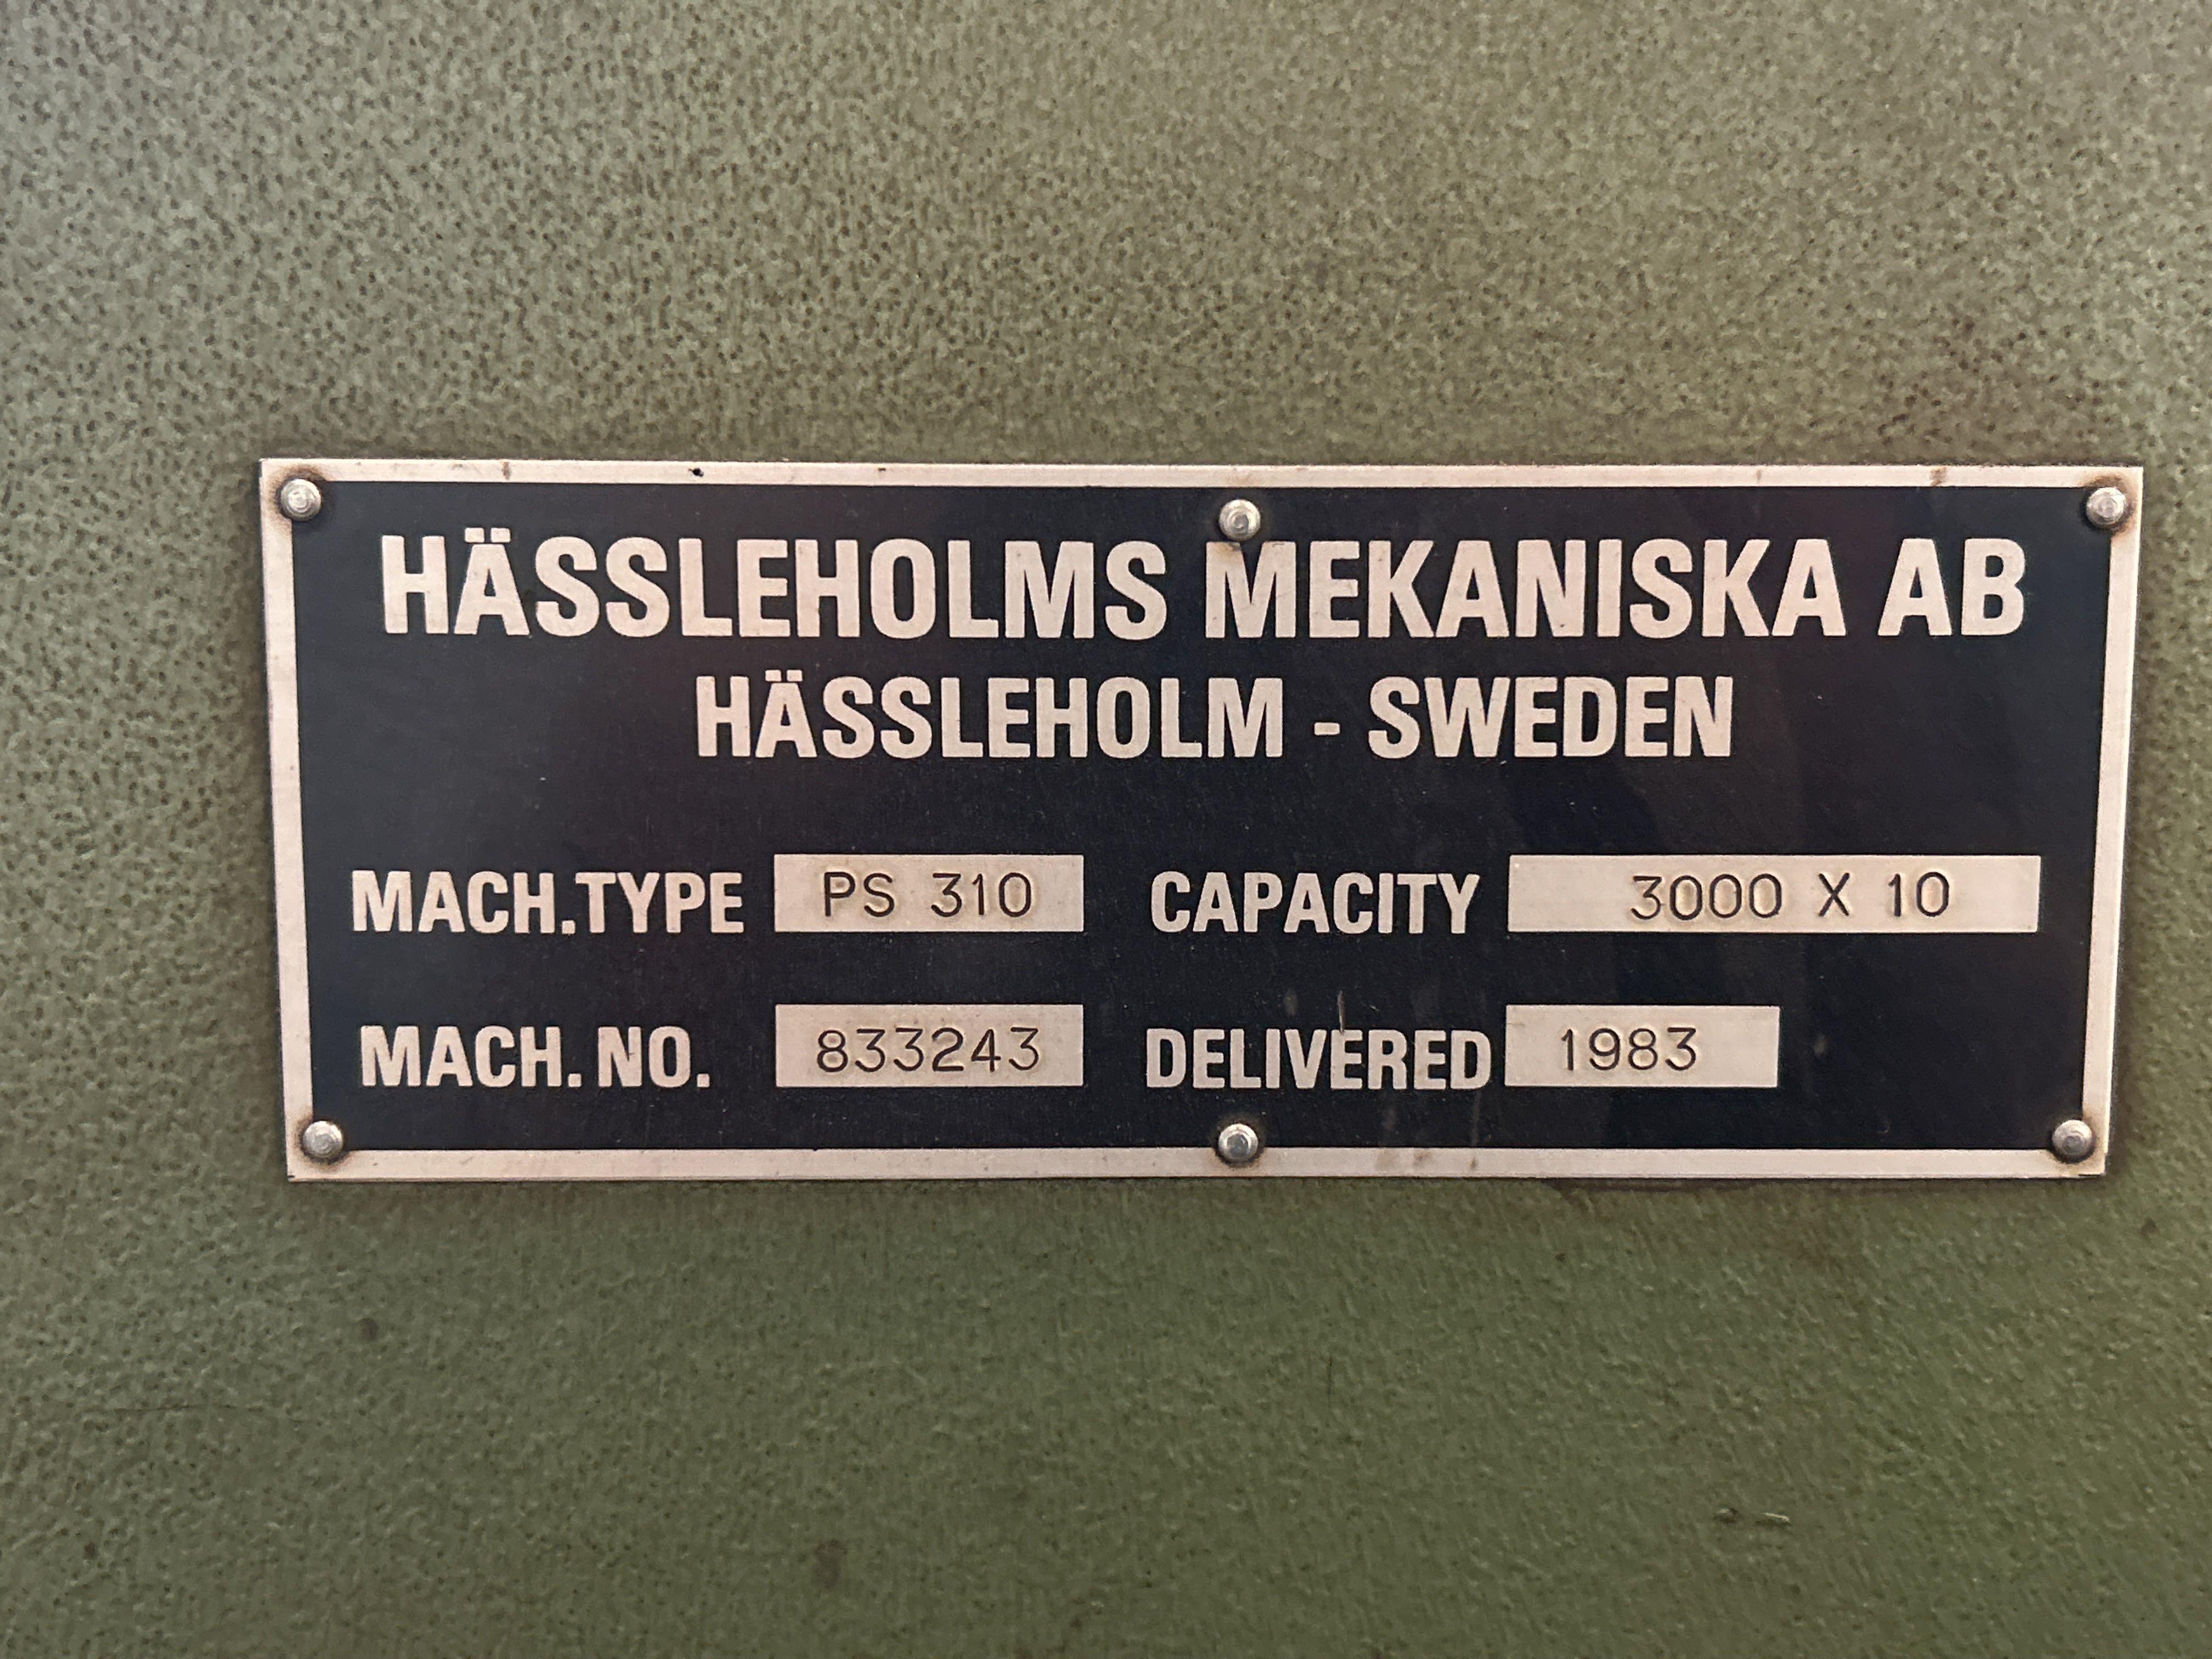 HÄSSLEHOLMS MEKANISKA AB
HÄSSLEHOLM - SWEDEN
MACH.TYPE PS 310 CAPACITY 3000 X 10
MACH. NO. 833243 DELIVERED 1983